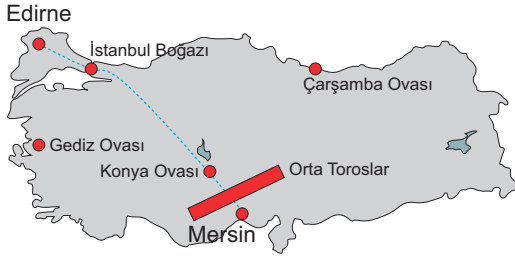 Edirne
İstanbul Boğazı
Çarşamba Ovası
Gediz Ovası
Konya Ovası
Orta Toroslar
Mersin